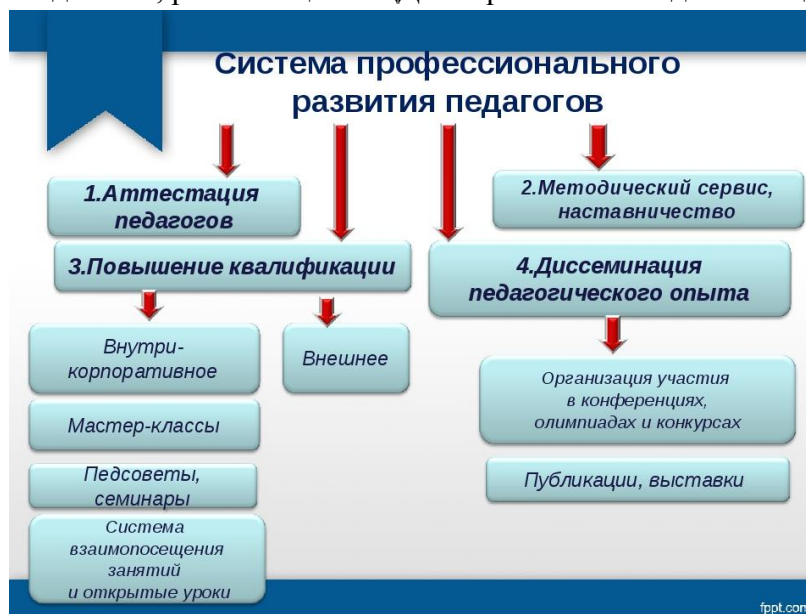 Система профессионального
развития педагогов
1.Аттестация
педагогов
2.Методический сервис,
наставничество
3.Повышение квалификации
4.Диссеминация
педагогического опыта
Внутри-
корпоративное
Внешнее
Мастер-классы
Педсоветы,
семинары
Система
взаимопосещения
занятий
и открытые уроки
Организация участия
в конференциях,
олимпиадах и конкурсах
Публикации, выставки
fppt.com